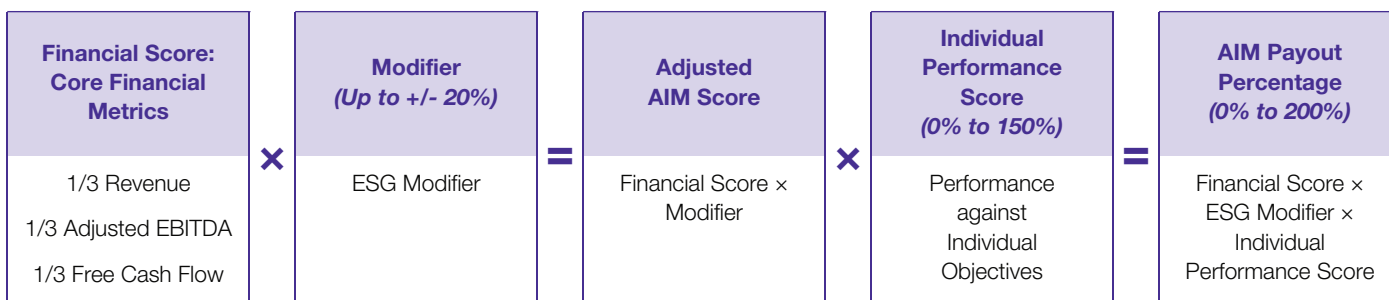 Financial Score:
Core Financial
Metrics
1/3 Revenue
1/3 Adjusted EBITDA
1/3 Free Cash Flow
×
Modifier
(Up to +/- 20%)
ESG Modifier
=
Adjusted
AIM Score
Financial Score ×
Modifier
×
Individual
Performance
Score
(0% to 150%)
Performance
against
Individual
Objectives
=
AIM Payout
Percentage
(0% to 200%)
Financial Score ×
ESG Modifier ×
Individual
Performance Score